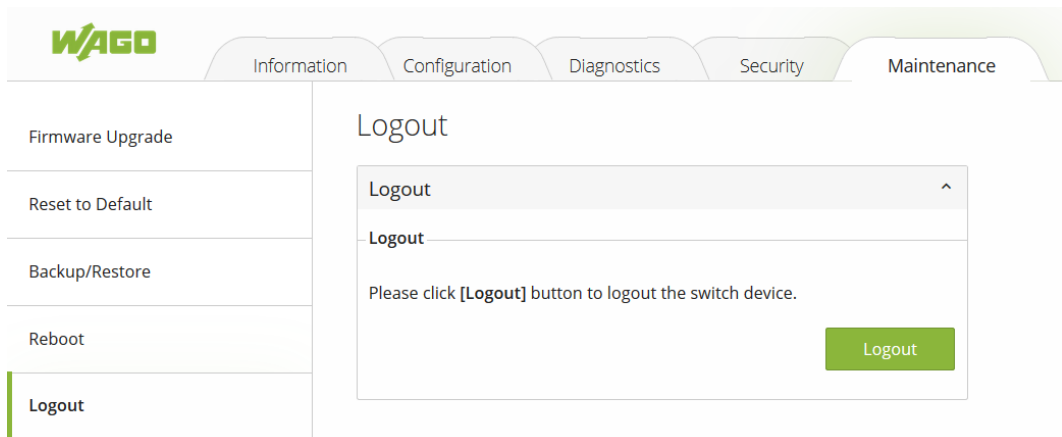 WAGO
Information Configuration Diagnostics Security Maintenance
Firmware Upgrade
Reset to Default
Backup/Restore
Reboot
Logout
Logout
Logout
Logout
Please click [Logout] button to logout the switch device.
Logout